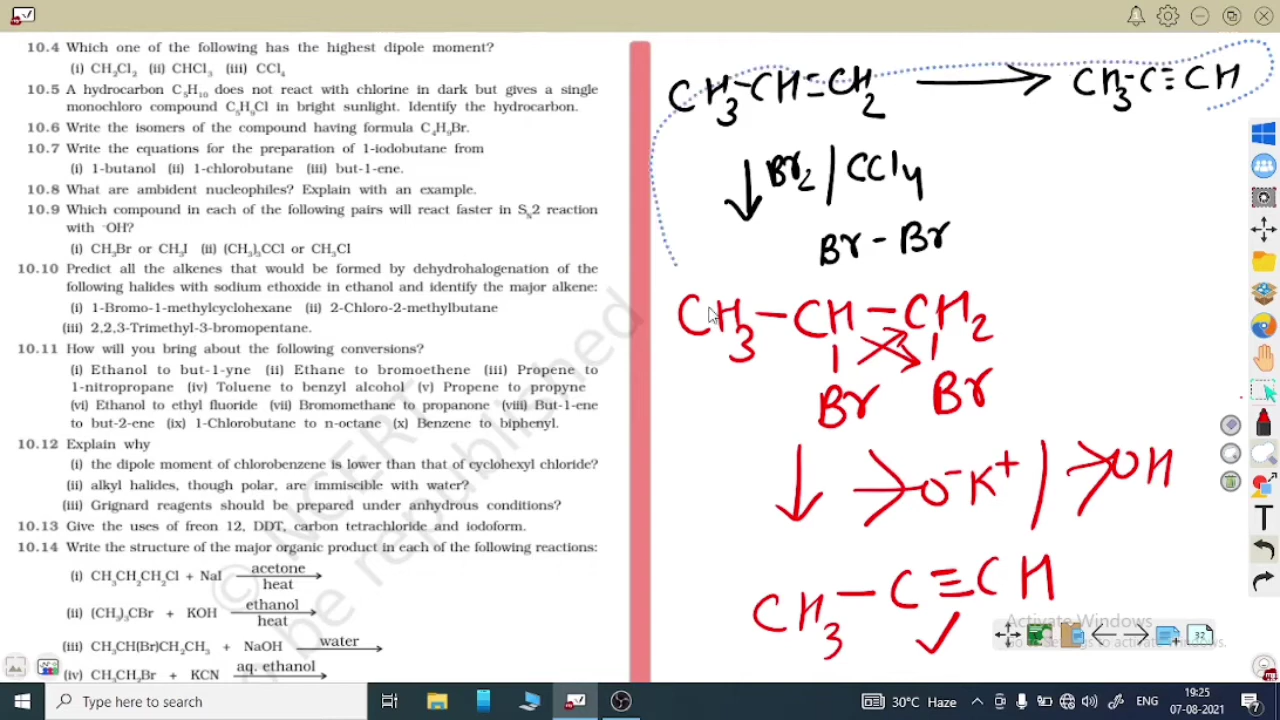 10.4 Which one of the following has the highest dipole moment?
(i) CH₂Cl₂ (ii) CHCl₃ (iii) CCl₄
10.5 A hydrocarbon C₅H₁₀ does not react with chlorine in dark but gives a single
monochloro compound C₅H₉Cl in bright sunlight. Identify the hydrocarbon.
10.6 Write the isomers of the compound having formula C₄H₉Br.
10.7 Write the equations for the preparation of 1-iodobutane from
(i) 1-butanol (ii) 1-chlorobutane (iii) but-1-ene.
10.8 What are ambident nucleophiles? Explain with an example.
10.9 Which compound in each of the following pairs will react faster in SN2 reaction
with ⁻OH?
(i) CH₃Br or CH₃I (ii) (CH₃)₃CCl or CH₃Cl
10.10 Predict all the alkenes that would be formed by dehydrohalogenation of the
following halides with sodium ethoxide in ethanol and identify the major alkene:
(i) 1-Bromo-1-methylcyclohexane (ii) 2-Chloro-2-methylbutane
(iii) 2,2,3-Trimethyl-3-bromopentane.
10.11 How will you bring about the following conversions?
(i) Ethanol to but-1-yne (ii) Ethane to bromoethene (iii) Propene to
1-nitropropane (iv) Toluene to benzyl alcohol (v) Propene to propyne
(vi) Ethanol to ethyl fluoride (vii) Bromomethane to propanone (viii) But-1-ene
to but-2-ene (ix) 1-Chlorobutane to n-octane (x) Benzene to biphenyl.
10.12 Explain why
(i) the dipole moment of chlorobenzene is lower than that of cyclohexyl chloride?
(ii) alkyl halides, though polar, are immiscible with water?
(iii) Grignard reagents should be prepared under anhydrous conditions?
10.13 Give the uses of freon 12, DDT, carbon tetrachloride and iodoform.
10.14 Write the structure of the major organic product in each of the following reactions:
(i) CH₃CH₂CH₂Cl + NaI acetone heat
(ii) (CH₃)₃CBr + KOH ethanol heat
(iii) CH₃CH(Br)CH₂CH₃ + NaOH water
(iv) CH₃CH₂Br + KCN aq. ethanol
© NCERT
be republished
CH₃-CH=CH₂ → CH₃-C≡CH
↓ Br₂/CCl₄
Br-Br
CH₃-CH-CH₂
Br Br
↓ O⁻K⁺ / OH
CH₃-C≡CH ✓
Activate Windows
32
Type here to search
30°C Haze
ENG
19:25
07-08-2021
7